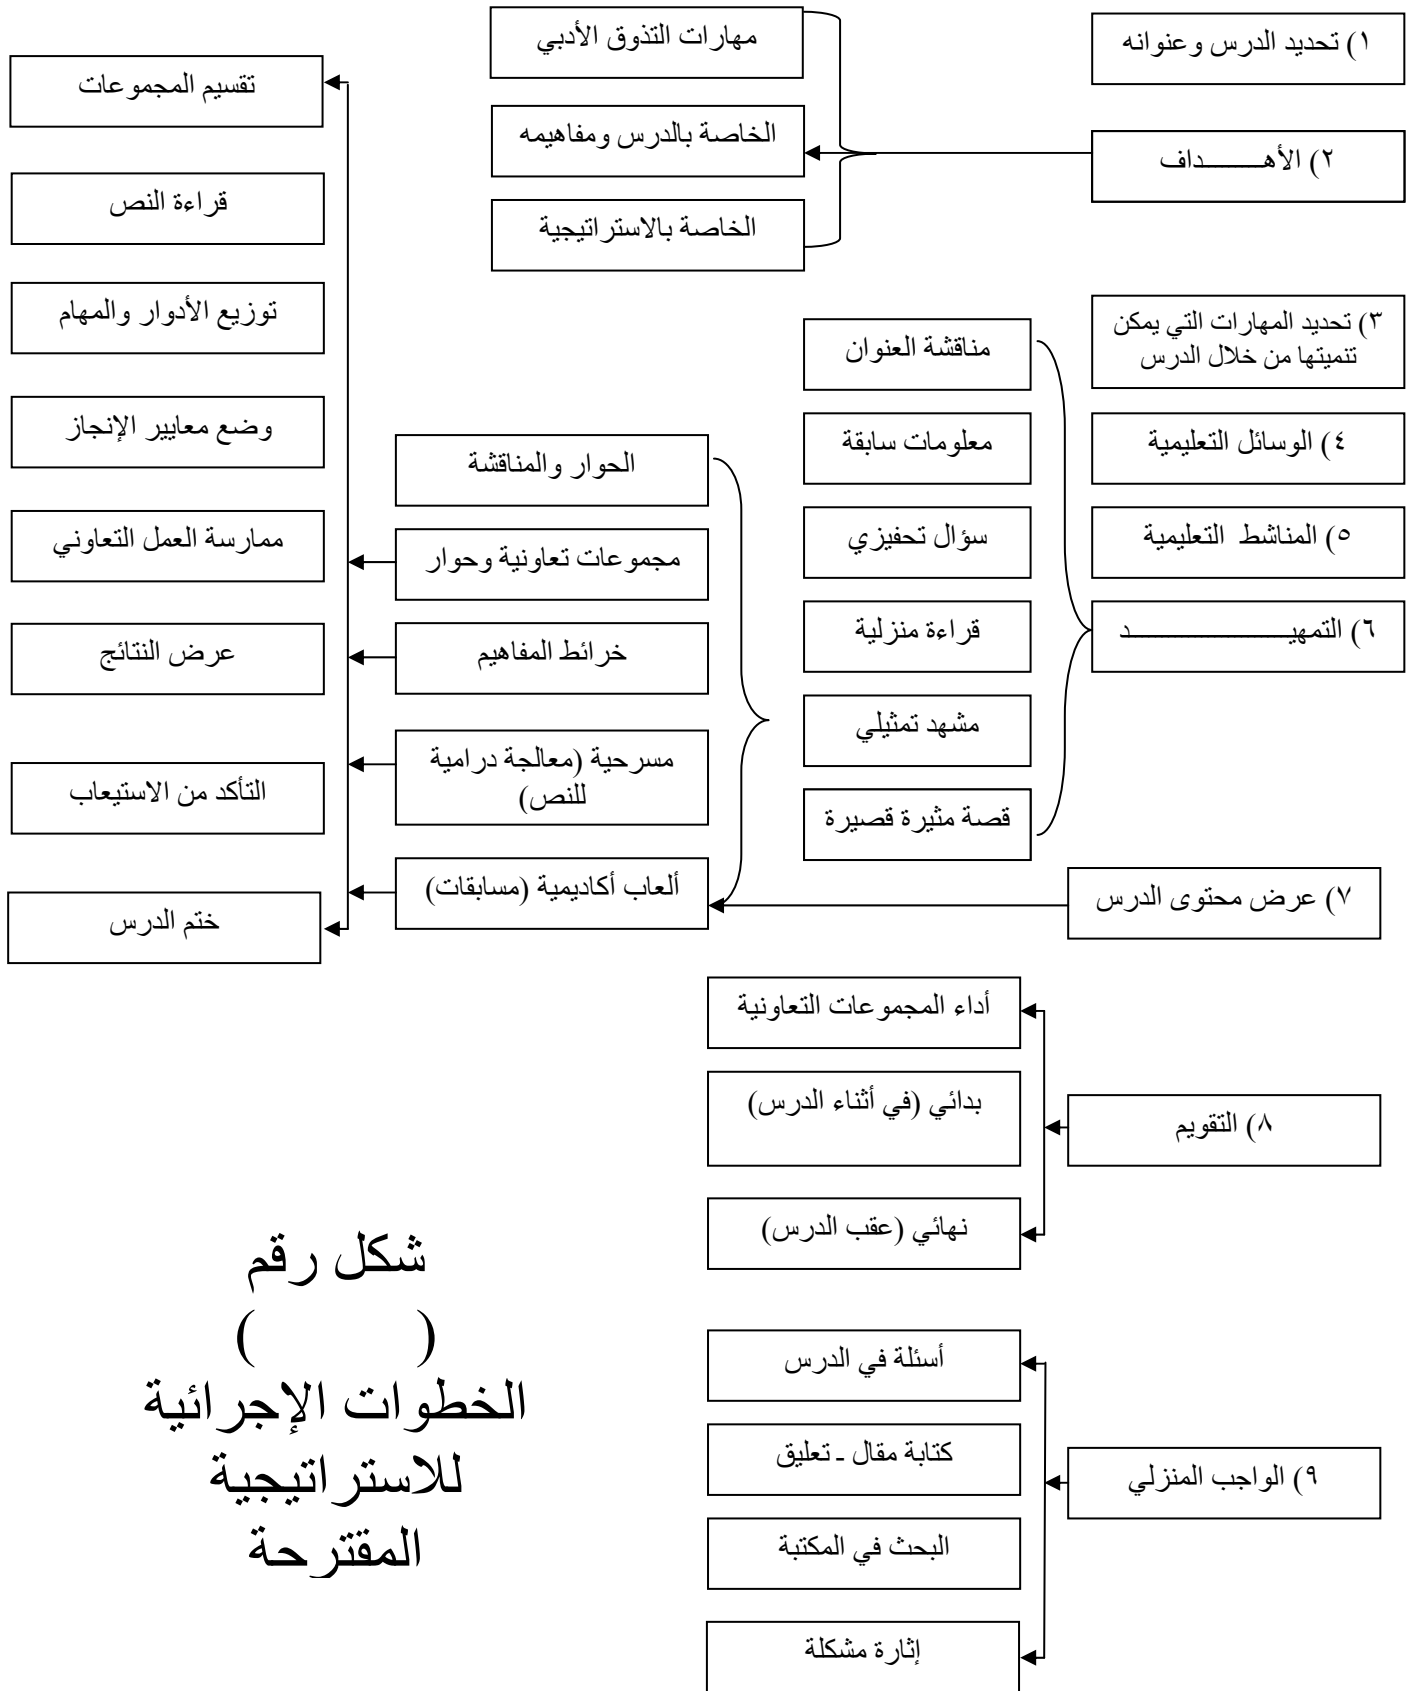 ١) تحديد الدرس وعنوانه
٢) الأهـــــــــداف
مهارات التذوق الأدبي
الخاصة بالدرس ومفاهيمه
الخاصة بالاستراتيجية
٣) تحديد المهارات التي يمكن
تنميتها من خلال الدرس
٤) الوسائل التعليمية
٥) المناشط التعليمية
٦) التمهيـــــــــــــــــــــد
مناقشة العنوان
معلومات سابقة
سؤال تحفيزي
قراءة منزلية
مشهد تمثيلي
قصة مثيرة قصيرة
٧) عرض محتوى الدرس
الحوار والمناقشة
مجموعات تعاونية وحوار
خرائط المفاهيم
مسرحية (معالجة درامية
للنص)
ألعاب أكاديمية (مسابقات)
تقسيم المجموعات
قراءة النص
توزيع الأدوار والمهام
وضع معايير الإنجاز
ممارسة العمل التعاوني
عرض النتائج
التأكد من الاستيعاب
ختم الدرس
٨) التقويم
أداء المجموعات التعاونية
بدائي (في أثناء الدرس)
نهائي (عقب الدرس)
٩) الواجب المنزلي
أسئلة في الدرس
كتابة مقال ـ تعليق
البحث في المكتبة
إثارة مشكلة
شكل رقم
(          )
الخطوات الإجرائية
للاستراتيجية
المقترحة